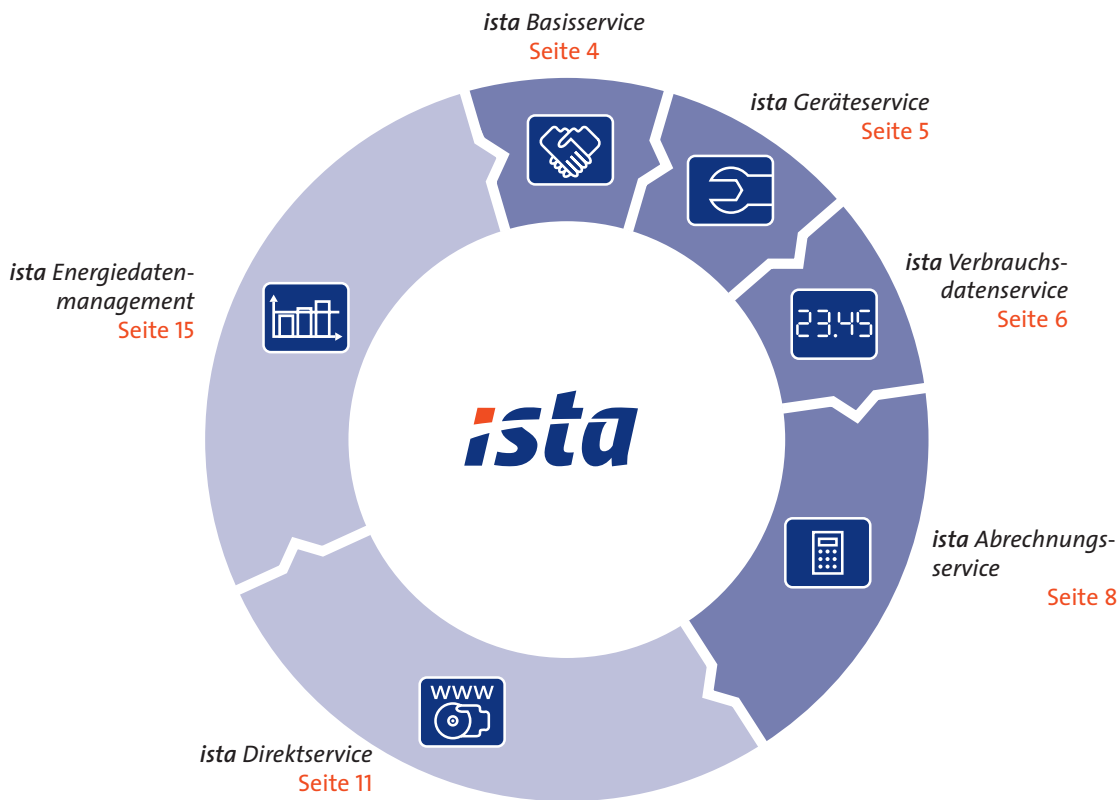 ista Basisservice
Seite 4
ista Geräteservice
Seite 5
ista Verbrauchs-
datenservice
Seite 6
23.45
ista Abrechnungs-
service
Seite 8
www
ista Direktservice
Seite 11
ista Energiedaten-
management
Seite 15
ista